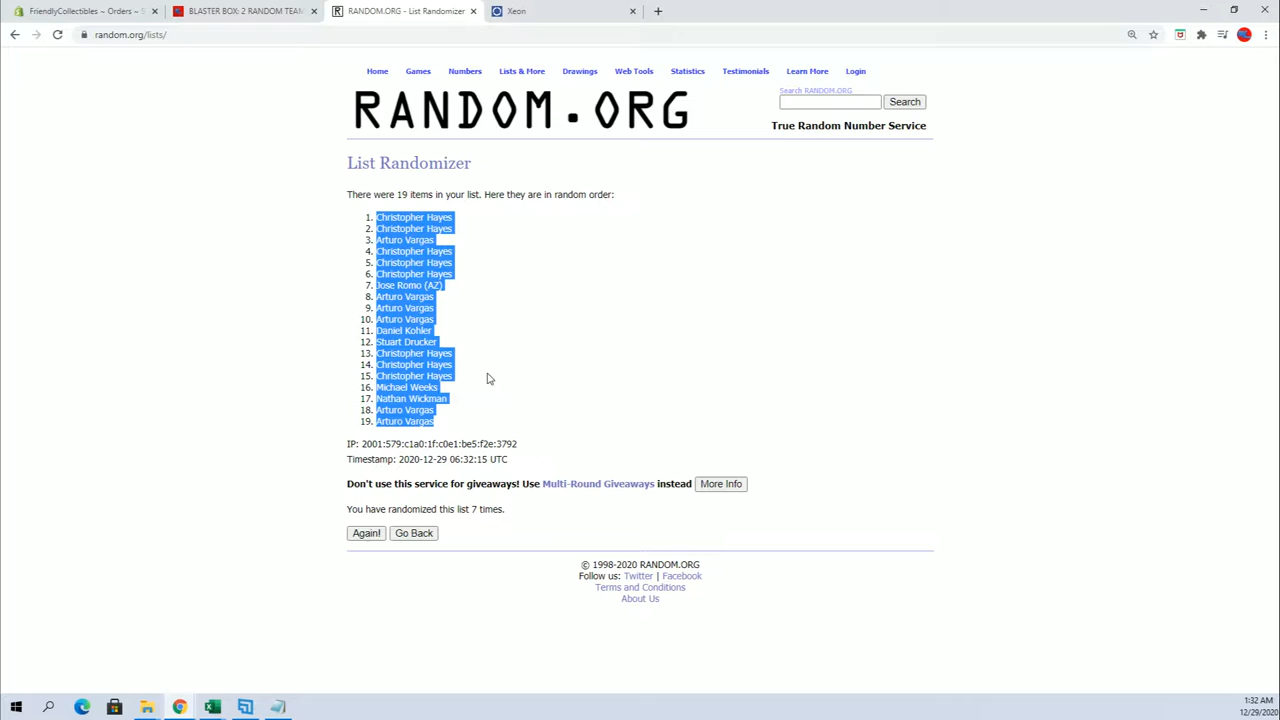 FriendlyCollectibles ~ Orders ~ S
BLASTER BOX: 2 RANDOM TEAM
RANDOM.ORG - List Randomizer
Xeon
random.org/lists/
Home Games Numbers Lists & More Drawings Web Tools Statistics Testimonials Learn More Login
RANDOM.ORG
Search RANDOM.ORG
Search
True Random Number Service
List Randomizer
There were 19 items in your list. Here they are in random order:
1. Christopher Hayes
2. Christopher Hayes
3. Arturo Vargas
4. Christopher Hayes
5. Christopher Hayes
6. Christopher Hayes
7. Jose Romo (AZ)
8. Arturo Vargas
9. Arturo Vargas
10. Arturo Vargas
11. Daniel Kohler
12. Stuart Drucker
13. Christopher Hayes
14. Christopher Hayes
15. Christopher Hayes
16. Michael Weeks
17. Nathan Wickman
18. Arturo Vargas
19. Arturo Vargas
IP: 2001:579:c1a0:1f:c0e1:be5:f2e:3792
Timestamp: 2020-12-29 06:32:15 UTC
Don't use this service for giveaways! Use Multi-Round Giveaways instead More Info
You have randomized this list 7 times.
Again! Go Back
© 1998-2020 RANDOM.ORG
Follow us: Twitter | Facebook
Terms and Conditions
About Us
1:32 AM
12/29/2020